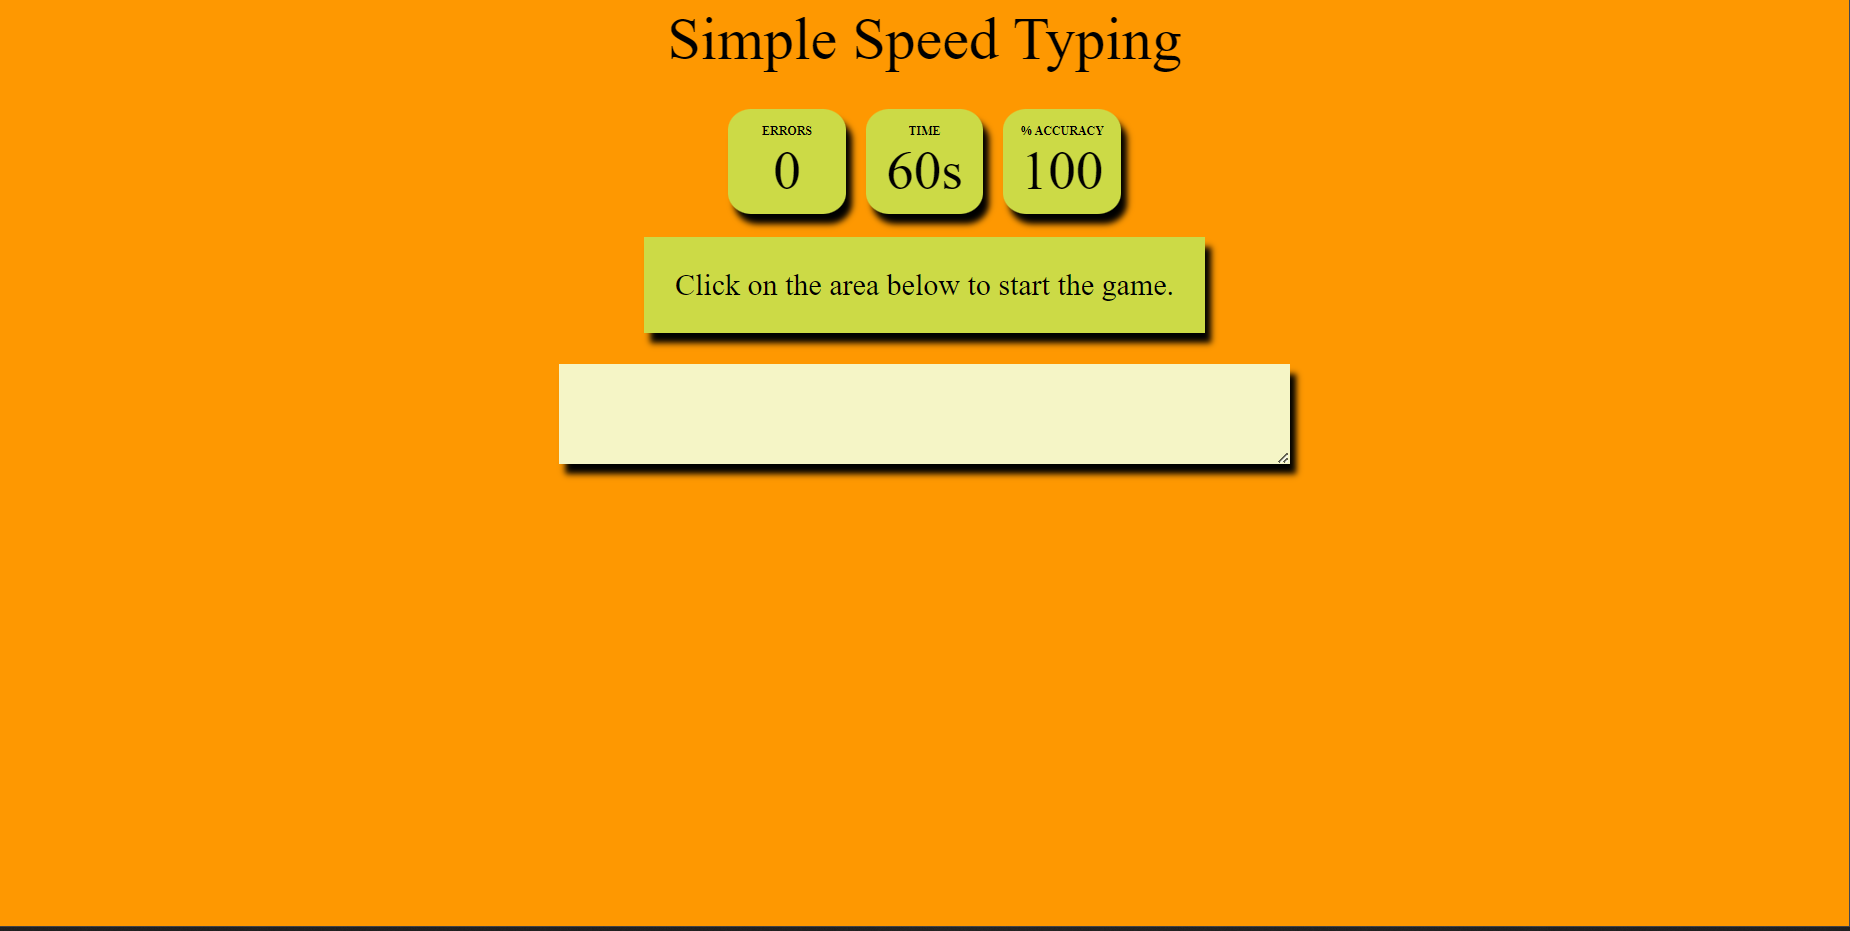 Simple Speed Typing
ERRORS
0
TIME
60s
% ACCURACY
100
Click on the area below to start the game.